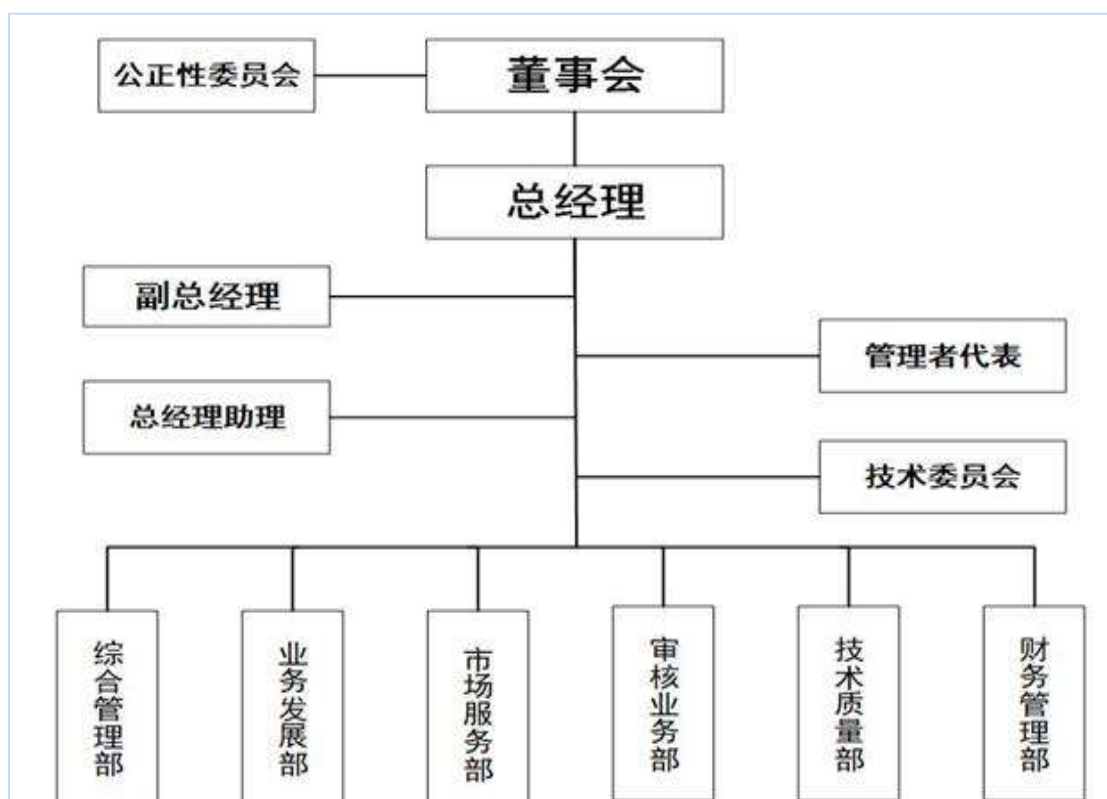 公正性委员会
董事会
总经理
副总经理
管理者代表
总经理助理
技术委员会
综合管理部
业务发展部
市场服务部
审核业务部
技术质量部
财务管理部